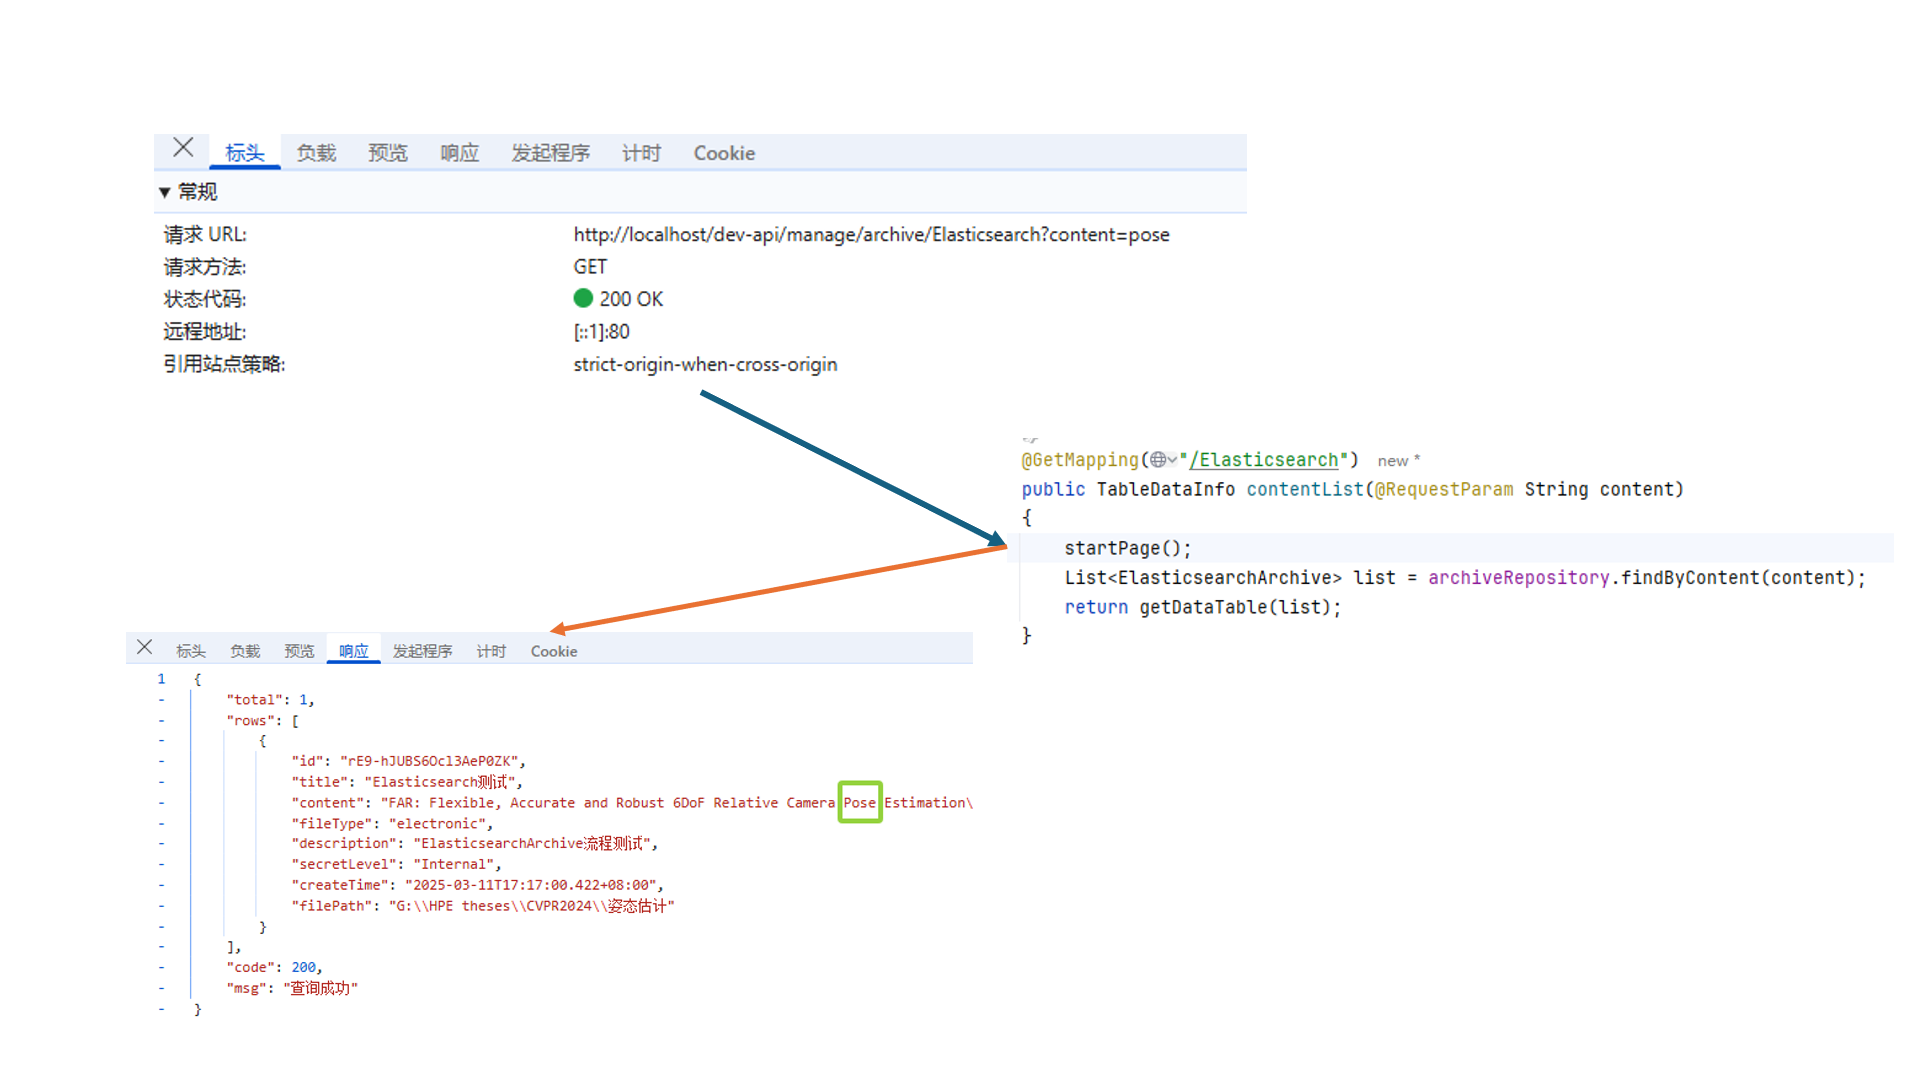 标头 负载 预览 响应 发起程序 计时 Cookie
▼ 常规
请求 URL: http://localhost/dev-api/manage/archive/Elasticsearch?content=pose
请求方法: GET
状态代码: 200 OK
远程地址: [::1]:80
引用站点策略: strict-origin-when-cross-origin
@GetMapping("/Elasticsearch") new *
public TableDataInfo contentList(@RequestParam String content)
{
startPage();
List<ElasticsearchArchive> list = archiveRepository.findByContent(content);
return getDataTable(list);
}
标头 负载 预览 响应 发起程序 计时 Cookie
1 {
- "total": 1,
- "rows": [
- {
- "id": "rE9-hJUBS6Ocl3AeP0ZK",
- "title": "Elasticsearch测试",
- "content": "FAR: Flexible, Accurate and Robust 6DoF Relative Camera Pose Estimation\
- "fileType": "electronic",
- "description": "ElasticsearchArchive流程测试",
- "secretLevel": "Internal",
- "createTime": "2025-03-11T17:17:00.422+08:00",
- "filePath": "G:\\HPE theses\\CVPR2024\\姿态估计"
- }
- ],
- "code": 200,
- "msg": "查询成功"
- }